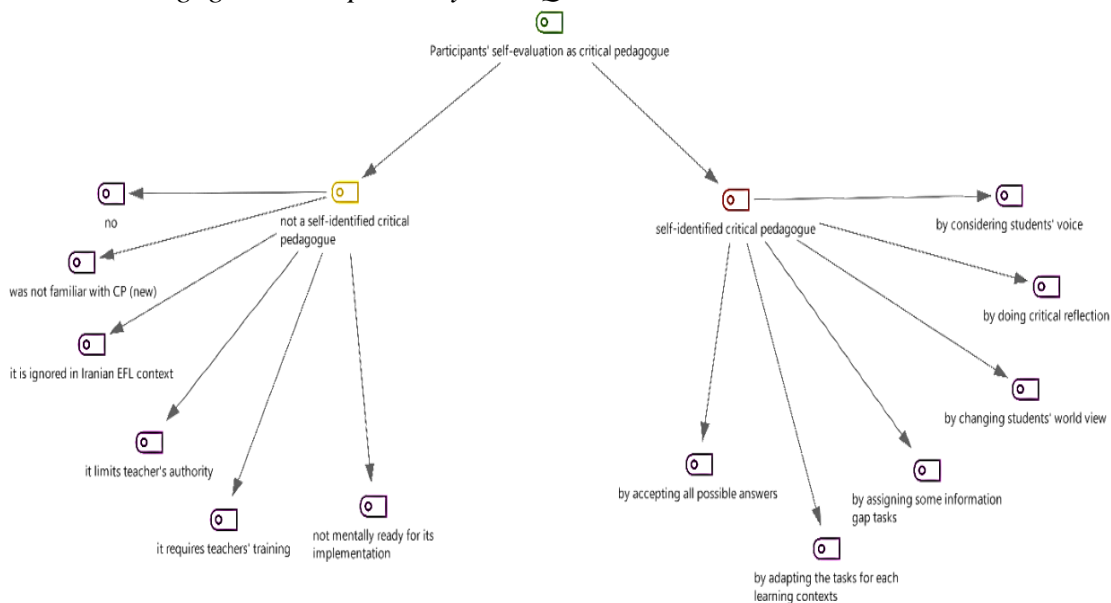 Participants' self-evaluation as critical pedagogue
no
not a self-identified critical
pedagogue
was not familiar with CP (new)
it is ignored in Iranian EFL context
it limits teacher's authority
it requires teachers' training
not mentally ready for its
implementation
self-identified critical pedagogue
by considering students' voice
by doing critical reflection
by changing students' world view
by assigning some information
gap tasks
by accepting all possible answers
by adapting the tasks for each
learning contexts